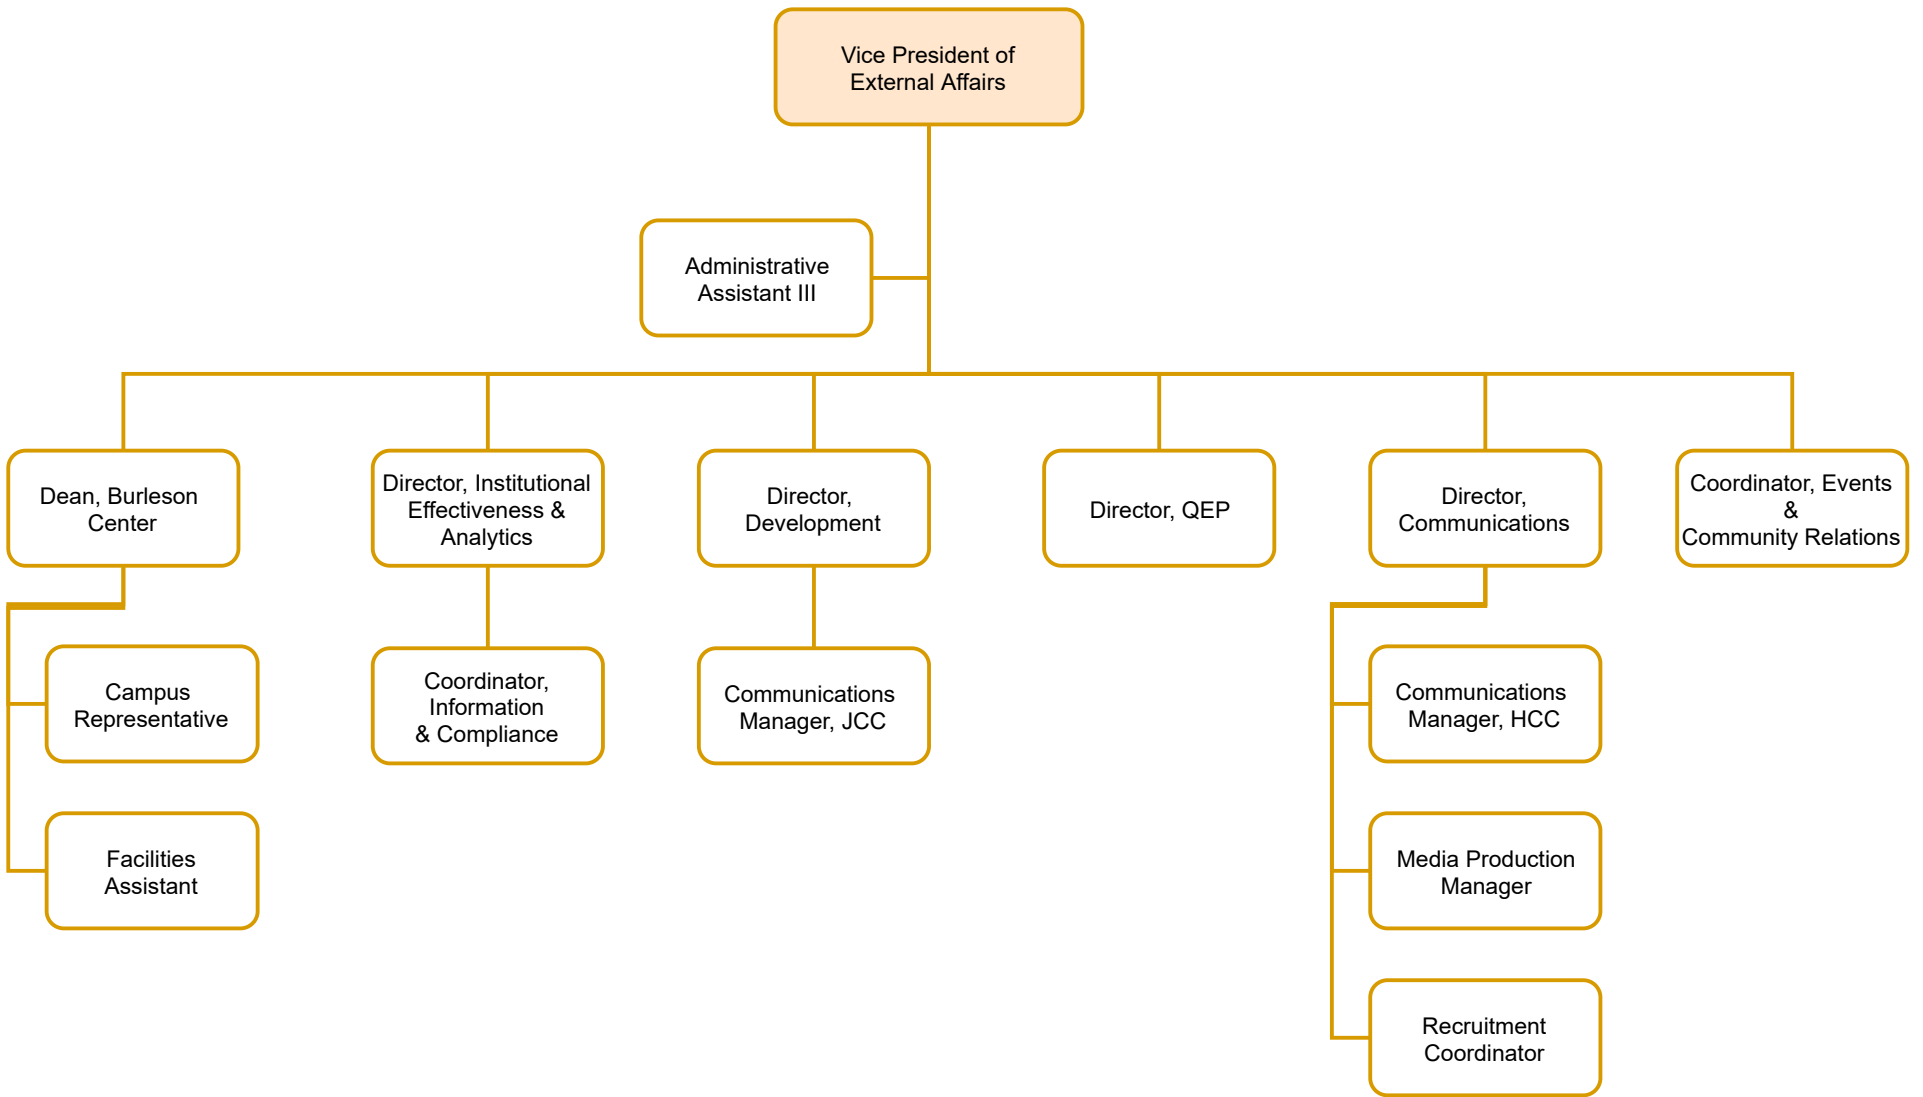 Vice President of
External Affairs
Administrative
Assistant III
Dean, Burleson
Center
Director, Institutional
Effectiveness &
Analytics
Director,
Development
Director, QEP
Director,
Communications
Coordinator, Events
&
Community Relations
Campus
Representative
Coordinator,
Information
& Compliance
Communications
Manager, JCC
Communications
Manager, HCC
Facilities
Assistant
Media Production
Manager
Recruitment
Coordinator